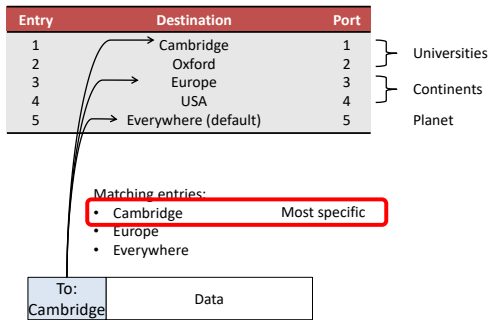 Entry Destination Port
1 Cambridge 1
2 Oxford 2
Universities
3 Europe 3
4 USA 4
Continents
5 Everywhere (default) 5 Planet
Matching entries:
• Cambridge Most specific
• Europe
• Everywhere
To:
Cambridge
Data